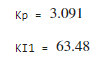 Kp = 3.091
KI1 = 63.48